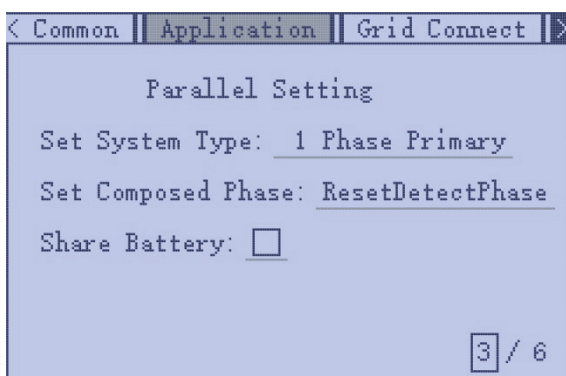 < Common Application Grid Connect >
Parallel Setting
Set System Type: 1 Phase Primary
Set Composed Phase: ResetDetectPhase
Share Battery:
3 / 6